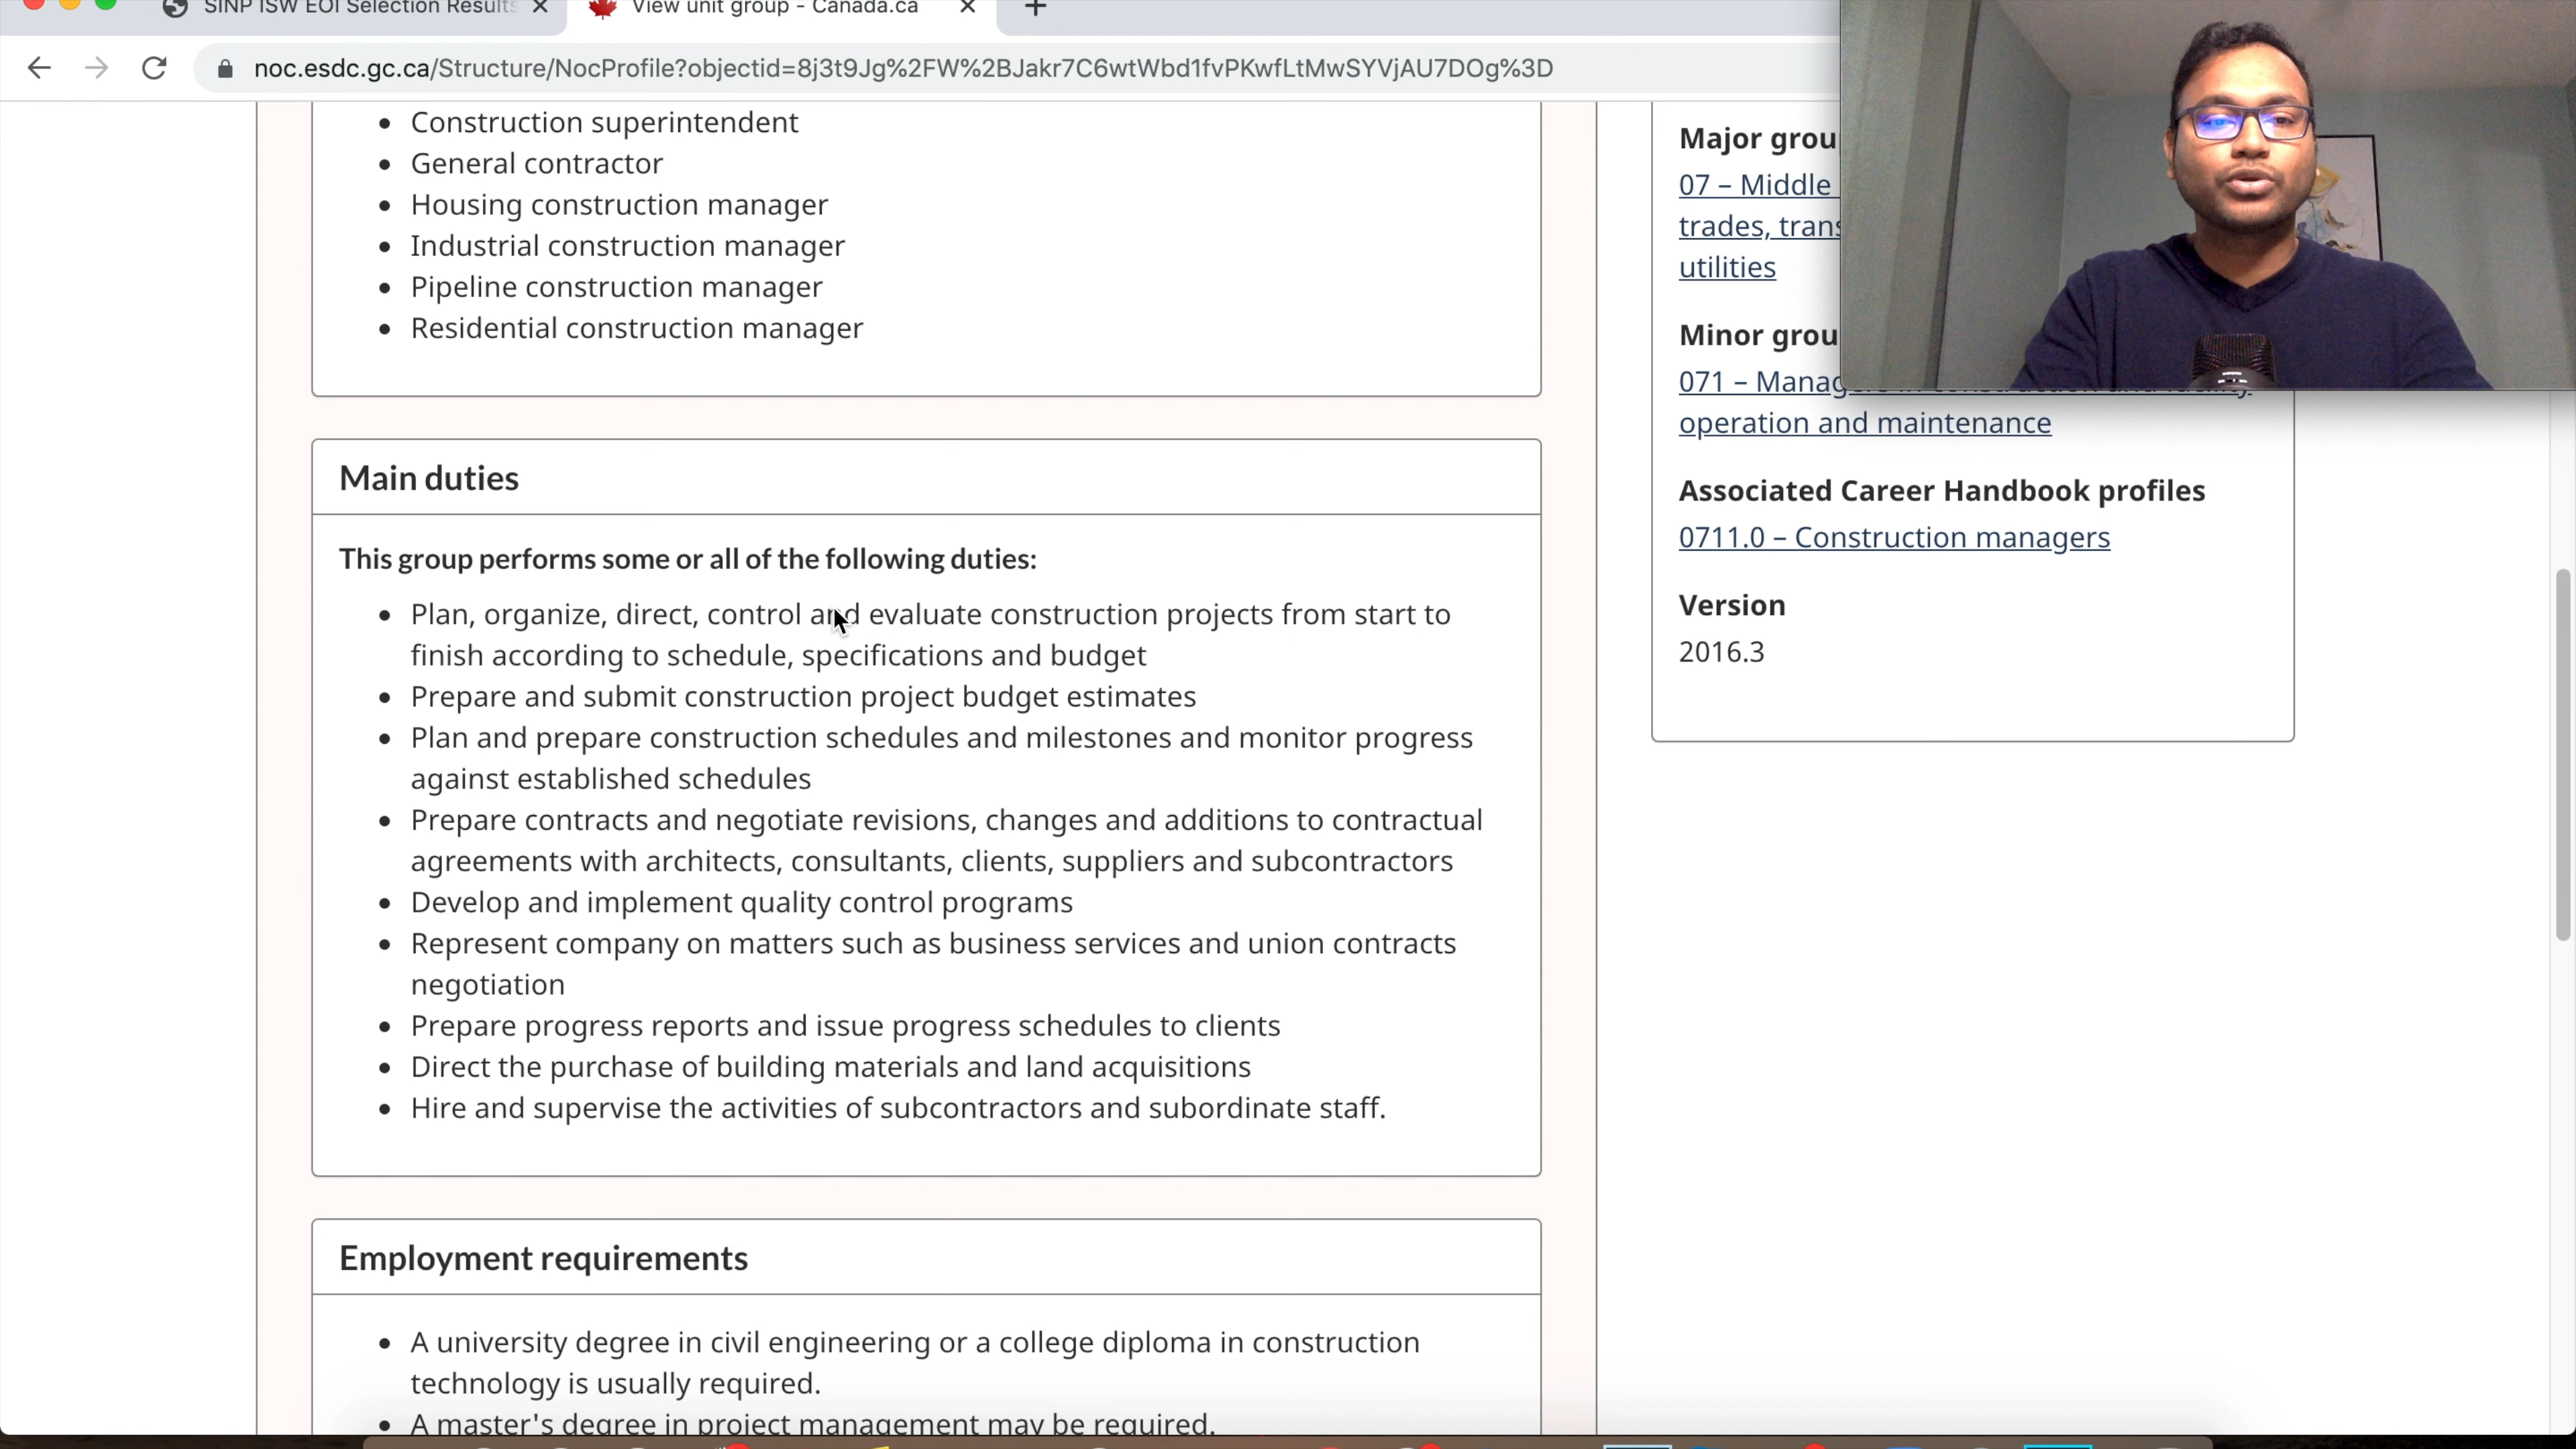 SINP ISW EOI Selection Results
View unit group - Canada.ca
noc.esdc.gc.ca/Structure/NocProfile?objectid=8j3t9Jg%2FW%2BJakr7C6wtWbd1fvPKwfLtMwSYVjAU7DOg%3D
Construction superintendent
General contractor
Housing construction manager
Industrial construction manager
Pipeline construction manager
Residential construction manager
Main duties
This group performs some or all of the following duties:
Plan, organize, direct, control and evaluate construction projects from start to
finish according to schedule, specifications and budget
Prepare and submit construction project budget estimates
Plan and prepare construction schedules and milestones and monitor progress
against established schedules
Prepare contracts and negotiate revisions, changes and additions to contractual
agreements with architects, consultants, clients, suppliers and subcontractors
Develop and implement quality control programs
Represent company on matters such as business services and union contracts
negotiation
Prepare progress reports and issue progress schedules to clients
Direct the purchase of building materials and land acquisitions
Hire and supervise the activities of subcontractors and subordinate staff.
Employment requirements
A university degree in civil engineering or a college diploma in construction
technology is usually required.
A master's degree in project management may be required.
Major grou
07 – Middle
trades, trans
utilities
Minor grou
071 – Manag
operation and maintenance
Associated Career Handbook profiles
0711.0 – Construction managers
Version
2016.3